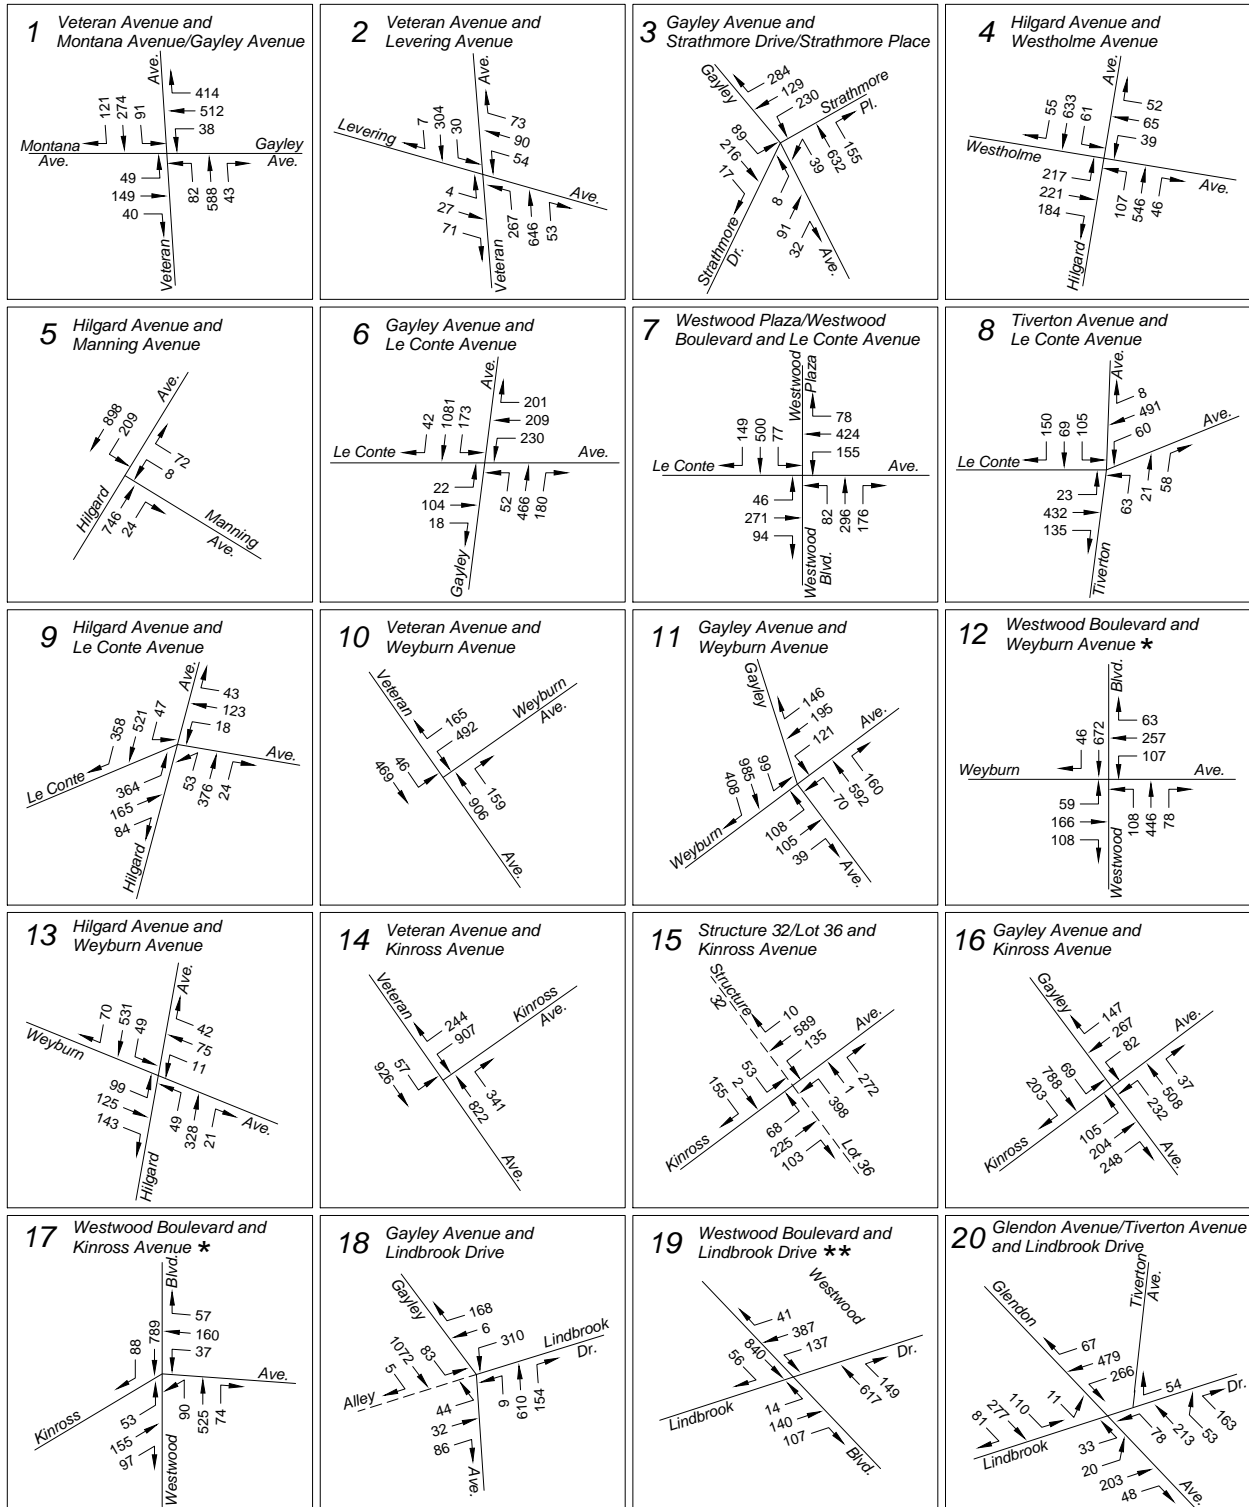 1 Veteran Avenue and
Montana Avenue/Gayley Avenue
Ave.
121
274
91
414
512
38
Montana
Ave.
Gayley
Ave.
49
149
40
82
588
43
Veteran
2 Veteran Avenue and
Levering Avenue
Ave.
7
304
30
73
90
54
Levering
Ave.
4
27
71
267
646
53
Veteran
3 Gayley Avenue and
Strathmore Drive/Strathmore Place
Gayley
284
129
230
Strathmore
Pl.
89
216
17
39
632
155
8
91
32
Strathmore
Dr.
Ave.
4 Hilgard Avenue and
Westholme Avenue
Ave.
55
633
61
52
65
39
Westholme
Ave.
217
221
184
107
546
46
Hilgard
5 Hilgard Avenue and
Manning Avenue
Ave.
898
209
72
8
Hilgard
746
24
Manning
Ave.
6 Gayley Avenue and
Le Conte Avenue
Ave.
42
1081
173
201
209
230
Le Conte
Ave.
22
104
18
52
466
180
Gayley
7 Westwood Plaza/Westwood
Boulevard and Le Conte Avenue
Westwood
Plaza
149
500
77
78
424
155
Le Conte
Ave.
46
271
94
82
296
176
Westwood
Blvd.
8 Tiverton Avenue and
Le Conte Avenue
Ave.
150
69
105
8
491
60
Ave.
Le Conte
23
432
135
63
21
58
Tiverton
9 Hilgard Avenue and
Le Conte Avenue
Ave.
358
521
47
43
123
18
Le Conte
Ave.
364
165
84
53
376
24
Hilgard
10 Veteran Avenue and
Weyburn Avenue
Veteran
165
492
Weyburn
Ave.
46
469
906
159
Ave.
11 Gayley Avenue and
Weyburn Avenue
Gayley
146
195
121
Ave.
99
985
408
70
592
160
Weyburn
108
105
39
Ave.
12 Westwood Boulevard and
Weyburn Avenue *
Blvd.
46
672
63
257
107
Weyburn
Ave.
59
166
108
108
446
78
Westwood
13 Hilgard Avenue and
Weyburn Avenue
Ave.
70
531
49
42
75
11
Weyburn
Ave.
99
125
143
49
328
21
Hilgard
14 Veteran Avenue and
Kinross Avenue
Veteran
244
907
Kinross
Ave.
57
926
822
341
Ave.
15 Structure 32/Lot 36 and
Kinross Avenue
Structure
32
10
589
135
Ave.
53
2
155
398
1
272
Kinross
68
225
103
Lot 36
16 Gayley Avenue and
Kinross Avenue
Gayley
147
267
82
Ave.
69
788
203
232
508
37
Kinross
105
204
248
Ave.
17 Westwood Boulevard and
Kinross Avenue *
Blvd.
88
789
57
160
37
Kinross
Ave.
53
155
97
90
525
74
Westwood
18 Gayley Avenue and
Lindbrook Drive
Gayley
168
6
310
Lindbrook
Dr.
1072
83
5
Alley
44
32
86
6
610
154
Ave.
19 Westwood Boulevard and
Lindbrook Drive **
Westwood
41
387
137
840
56
Dr.
Lindbrook
14
140
107
617
149
Blvd.
20 Glendon Avenue/Tiverton Avenue
and Lindbrook Drive
Glendon
Tiverton
Ave.
67
479
266
54
Dr.
11
110
277
81
Lindbrook
33
20
203
48
78
213
53
163
Ave.